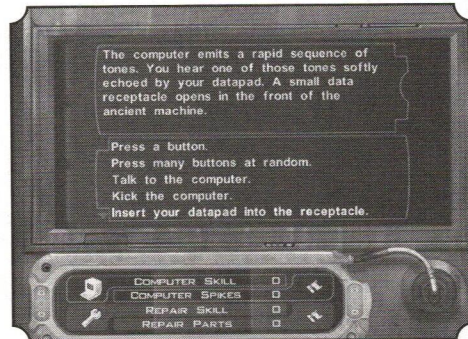 The computer emits a rapid sequence of
tones. You hear one of those tones softly
echoed by your datapad. A small data
receptacle opens in the front of the
ancient machine.
Press a button.
Press many buttons at random.
Talk to the computer.
Kick the computer.
Insert your datapad into the receptacle.
COMPUTER SKILL 0
COMPUTER SPIKES 0
REPAIR SKILL 0
REPAIR PARTS 0